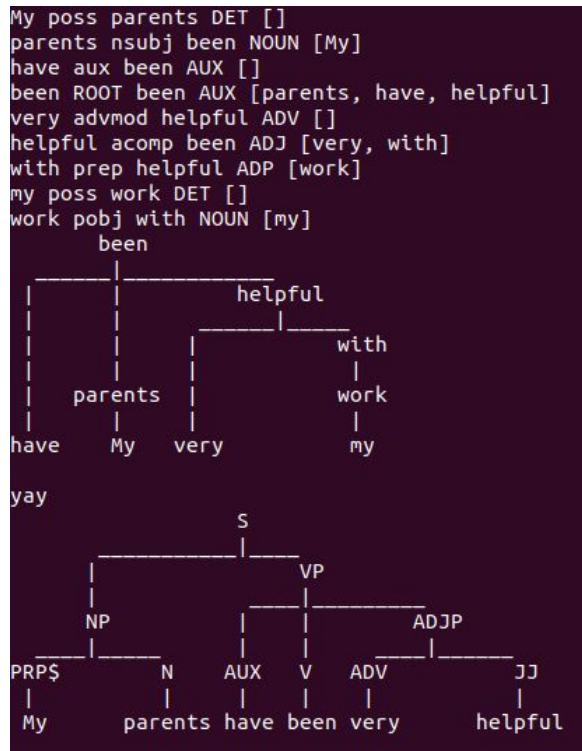 My poss parents DET []
parents nsubj been NOUN [My]
have aux been AUX []
been ROOT been AUX [parents, have, helpful]
very advmod helpful ADV []
helpful acomp been ADJ [very, with]
with prep helpful ADP [work]
my poss work DET []
work pobj with NOUN [my]
been
helpful
with
parents work
have My very my
yay
S
VP
NP ADJP
PRP$ N AUX V ADV JJ
My parents have been very helpful